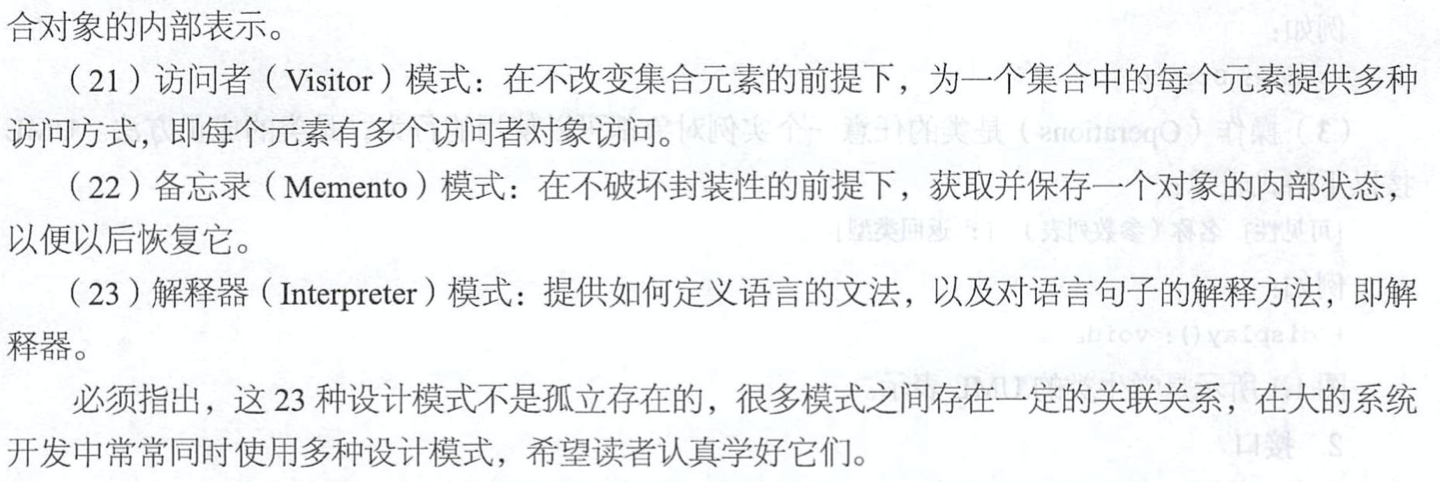 合对象的内部表示。
（21）访问者（Visitor）模式：在不改变集合元素的前提下，为一个集合中的每个元素提供多种
访问方式，即每个元素有多个访问者对象访问。
（22）备忘录（Memento）模式：在不破坏封装性的前提下，获取并保存一个对象的内部状态，
以便以后恢复它。
（23）解释器（Interpreter）模式：提供如何定义语言的文法，以及对语言句子的解释方法，即解
释器。
必须指出，这 23 种设计模式不是孤立存在的，很多模式之间存在一定的关联关系，在大的系统
开发中常常同时使用多种设计模式，希望读者认真学好它们。